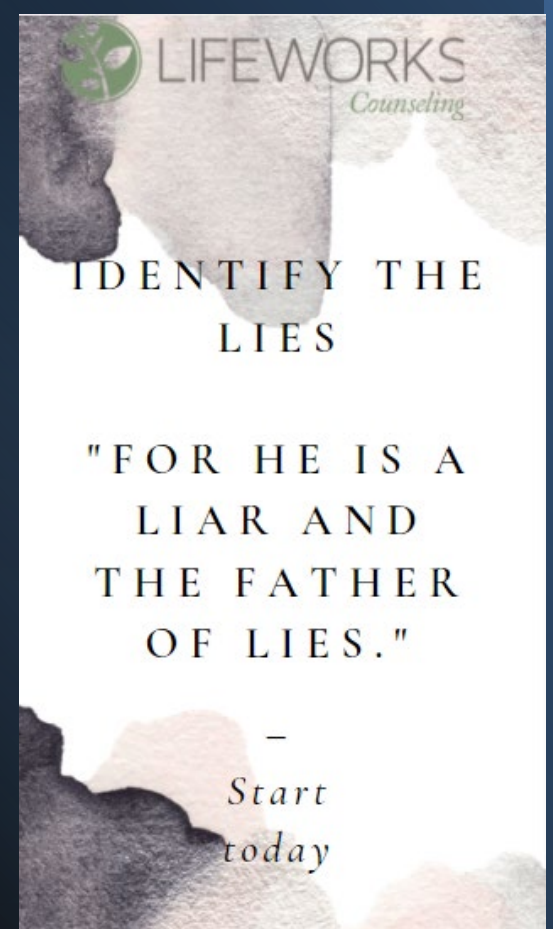 LIFEWORKS
Counseling
IDENTIFY THE
LIES
"FOR HE IS A
LIAR AND
THE FATHER
OF LIES."
–
Start
today